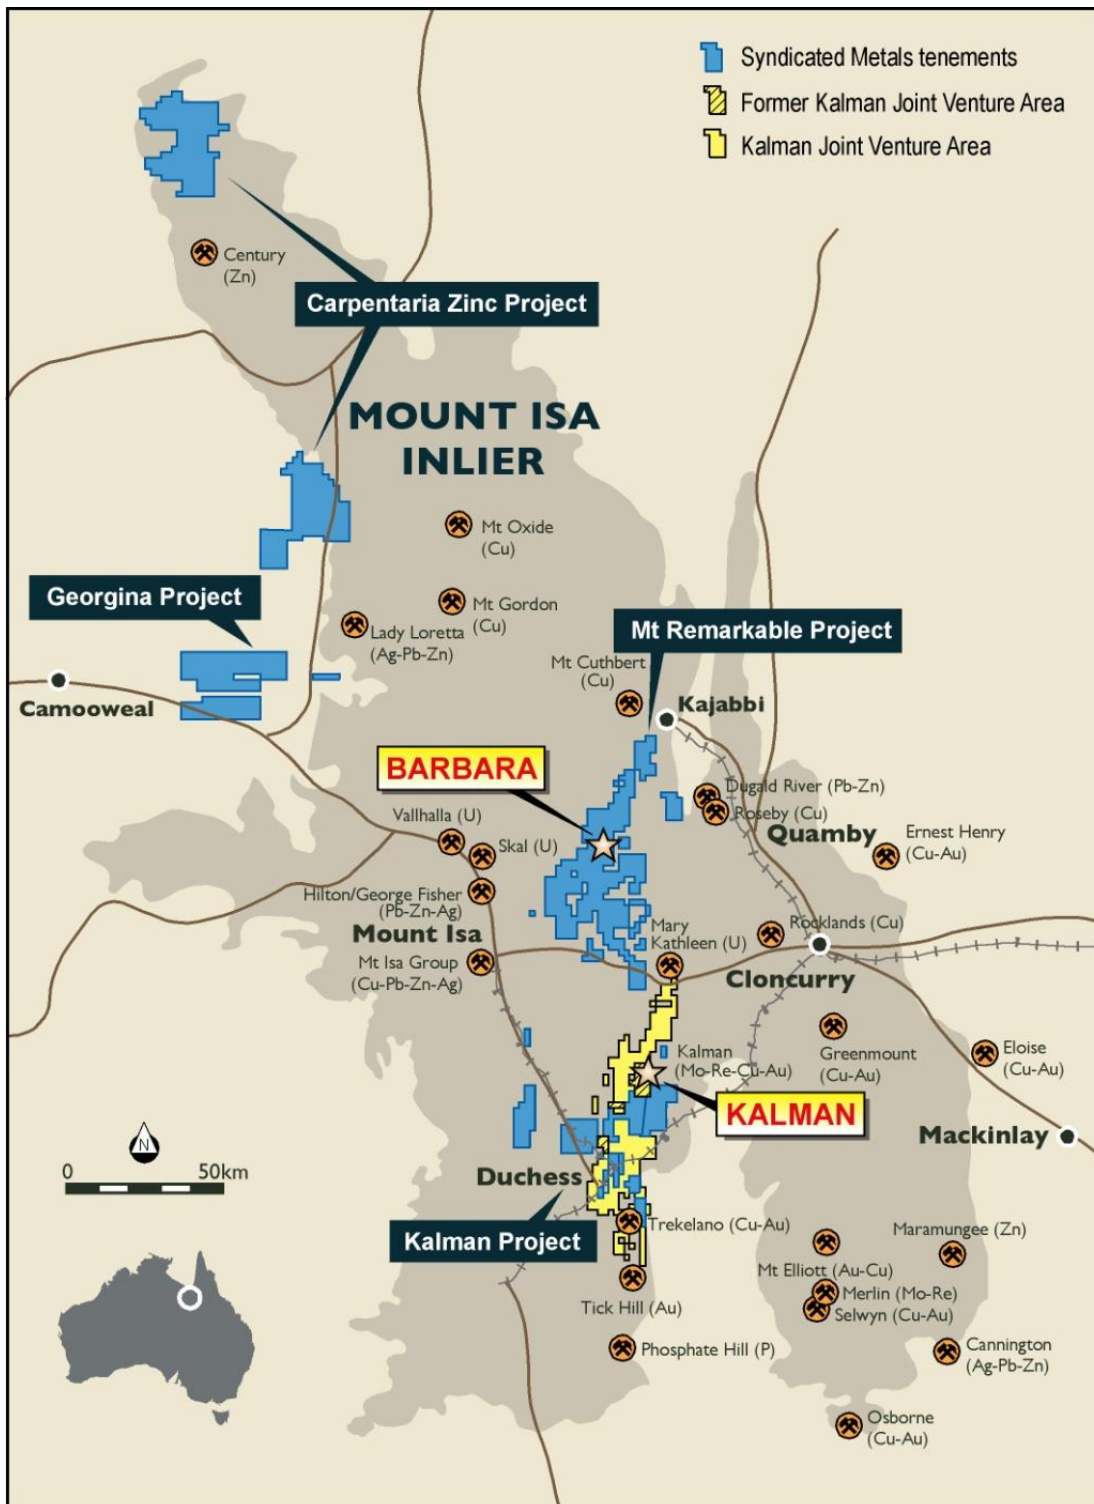 Syndicated Metals tenements
Former Kalman Joint Venture Area
Kalman Joint Venture Area
Century
(Zn)
Carpentaria Zinc Project
MOUNT ISA
INLIER
Mt Oxide
(Cu)
Georgina Project
Mt Gordon
(Cu)
Lady Loretta
(Ag-Pb-Zn)
Mt Remarkable Project
Mt Cuthbert
(Cu)
Camooweal
Kajabbi
BARBARA
Dugald River (Pb-Zn)
Roseby (Cu)
Vallhalla (U)
Skal (U)
Quamby
Ernest Henry
(Cu-Au)
Hilton/George Fisher
(Pb-Zn-Ag)
Mary
Kathleen (U)
Rocklands (Cu)
Mount Isa
Mt Isa Group
(Cu-Pb-Zn-Ag)
Cloncurry
Kalman
(Mo-Re-Cu-Au)
Greenmount
(Cu-Au)
Eloise
(Cu-Au)
KALMAN
Mackinlay
N
0 50km
Duchess
Kalman Project
Trekelano (Cu-Au)
Maramungee (Zn)
Mt Elliott (Au-Cu)
Merlin (Mo-Re)
Selwyn (Cu-Au)
Tick Hill (Au)
Phosphate Hill (P)
Cannington
(Ag-Pb-Zn)
Osborne
(Cu-Au)